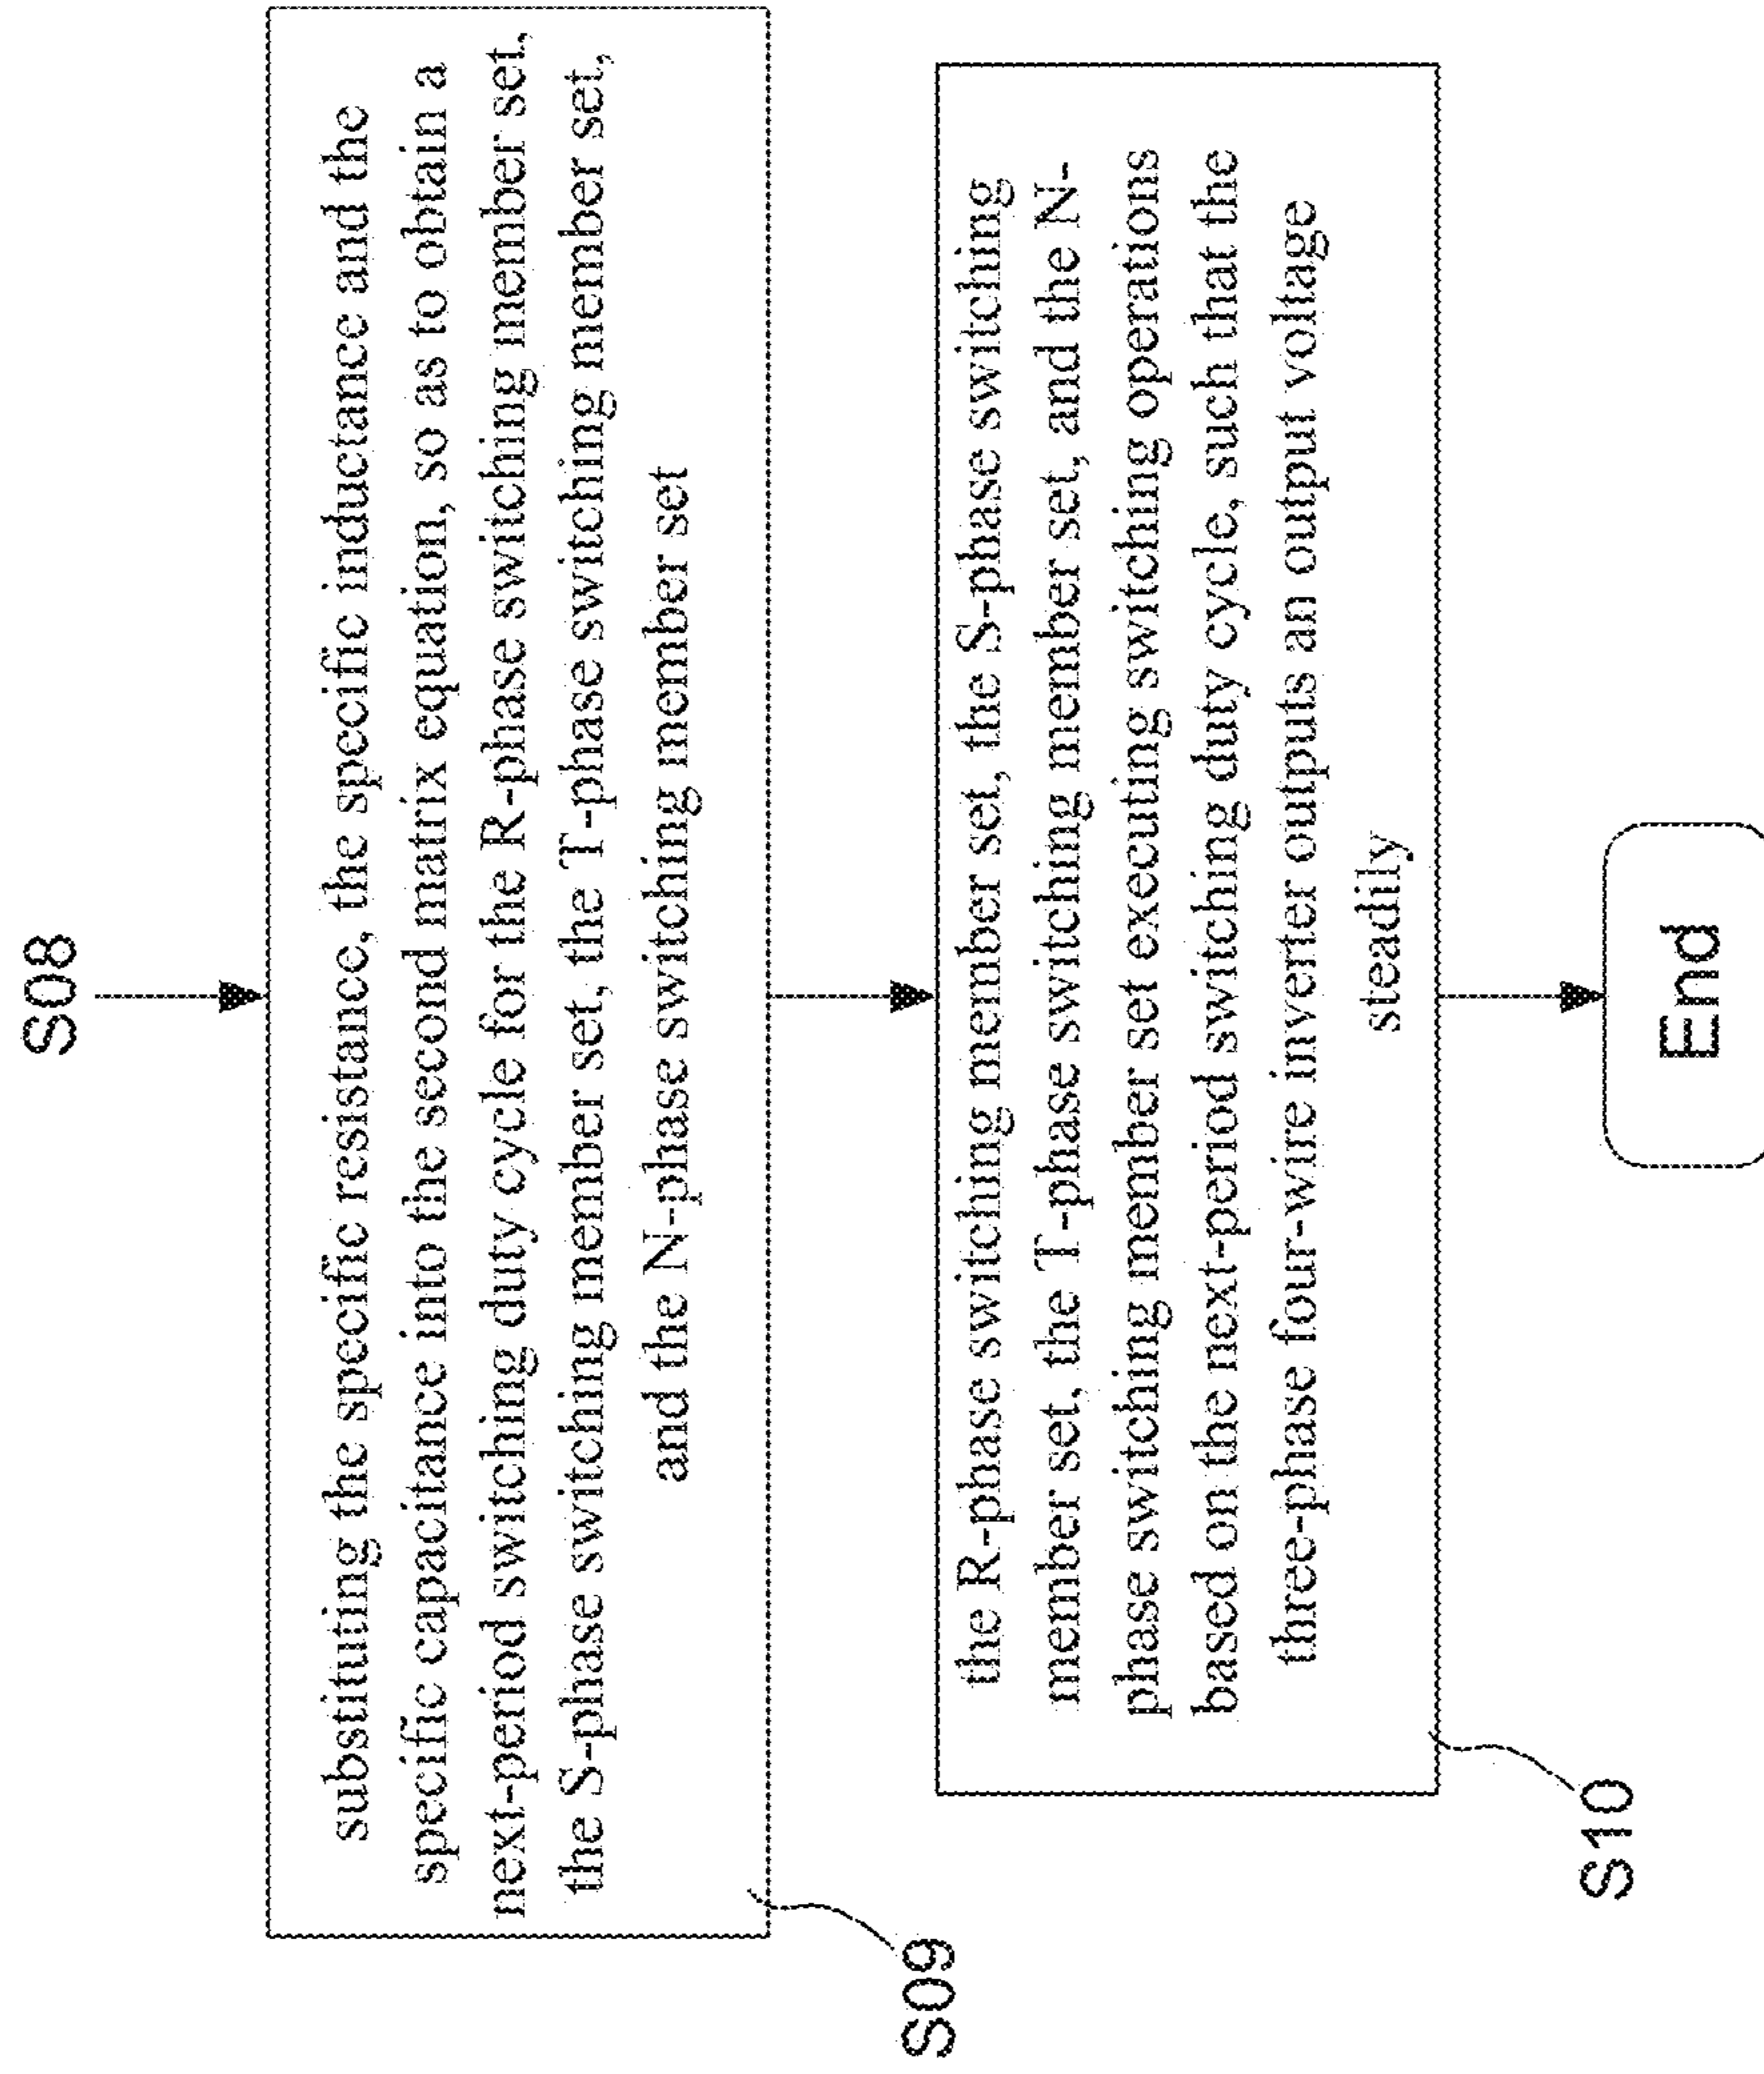 S08
substituting the specific resistance, the specific inductance and the
specific capacitance into the second matrix equation, so as to obtain a
next-period switching duty cycle for the R-phase switching member set,
the S-phase switching member set, the T-phase switching member set,
and the N-phase switching member set
S09
the R-phase switching member set, the S-phase switching
member set, the T-phase switching member set, and the N-
phase switching member set executing switching operations
based on the next-period switching duty cycle, such that the
three-phase four-wire inverter outputs an output voltage
steadily
S10
End